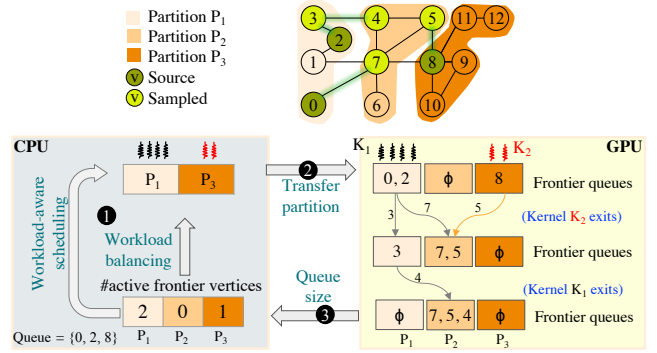 Partition P1
Partition P2
Partition P3
V Source
V Sampled
3 4 5 11 12
2
1 7 8 9
0 6 10
CPU
P1 P3
1
Workload-aware
scheduling
Workload
balancing
#active frontier vertices
2 0 1
Queue = {0, 2, 8} P1 P2 P3
2
Transfer
partition
Queue
size
3
GPU
K1 K2
0, 2 ϕ 8 Frontier queues
3 7 5 (Kernel K2 exits)
3 7, 5 ϕ Frontier queues
4 (Kernel K1 exits)
ϕ 7, 5, 4 ϕ Frontier queues
P1 P2 P3